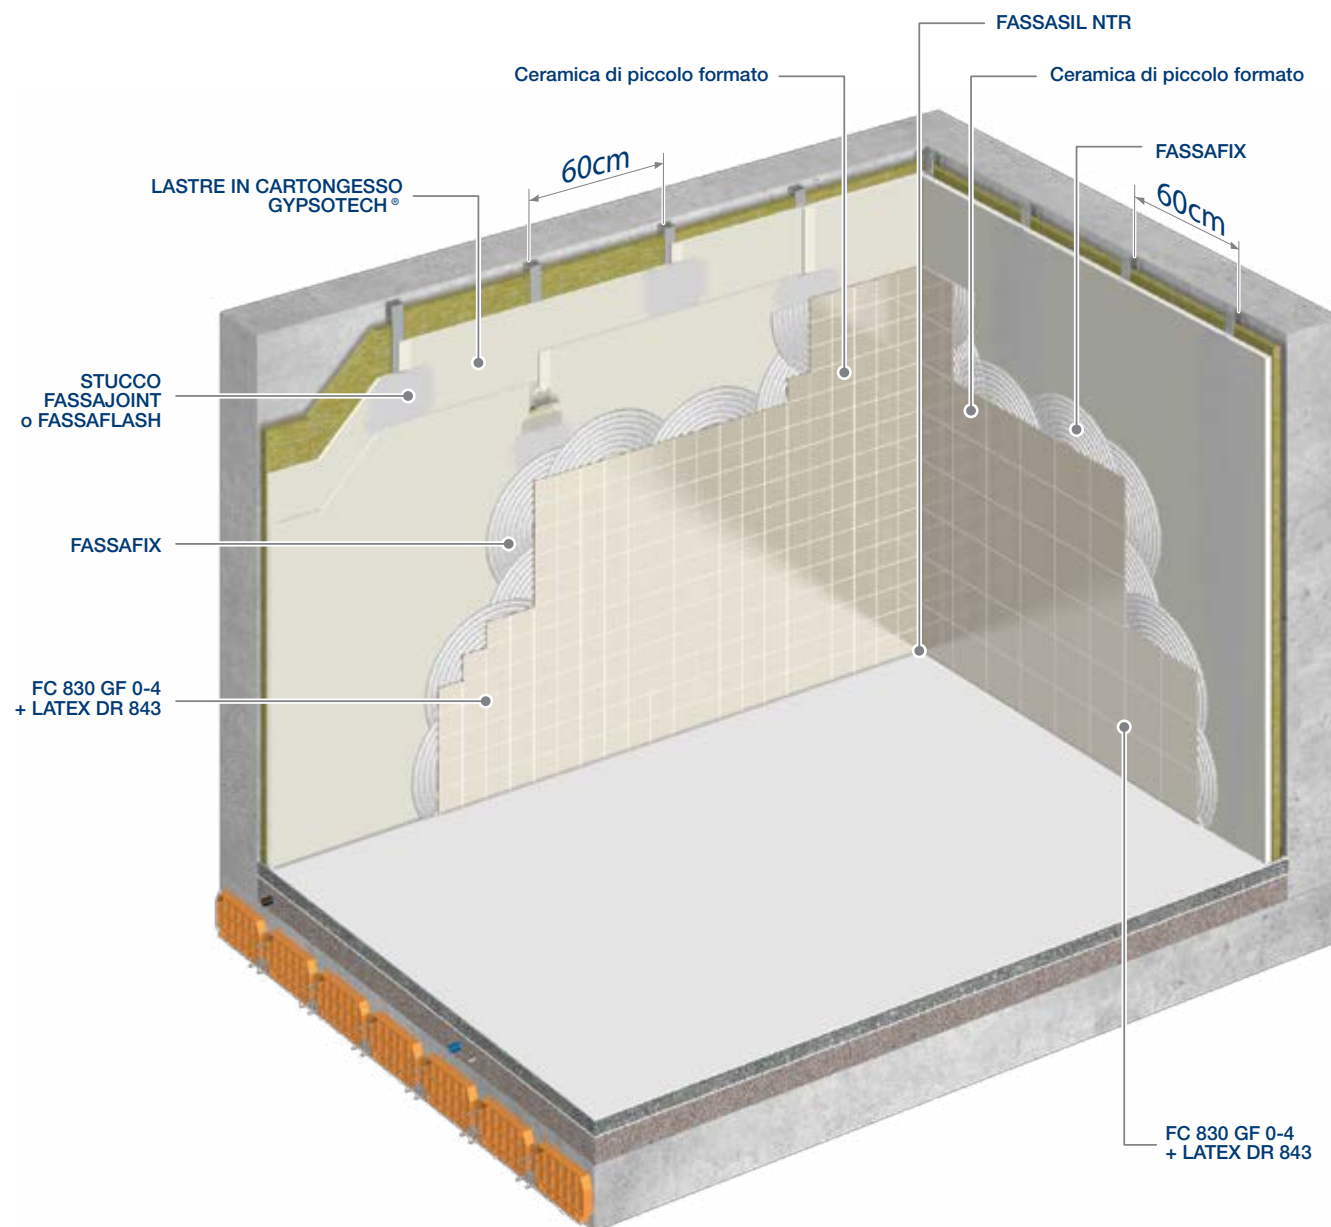 FASSASIL NTR
Ceramica di piccolo formato
Ceramica di piccolo formato
FASSAFIX
60cm
LASTRE IN CARTONGESSO
GYPSOTECH®
60cm
STUCCO
FASSAJOINT
o FASSAFLASH
FASSAFIX
FC 830 GF 0-4
+ LATEX DR 843
FC 830 GF 0-4
+ LATEX DR 843